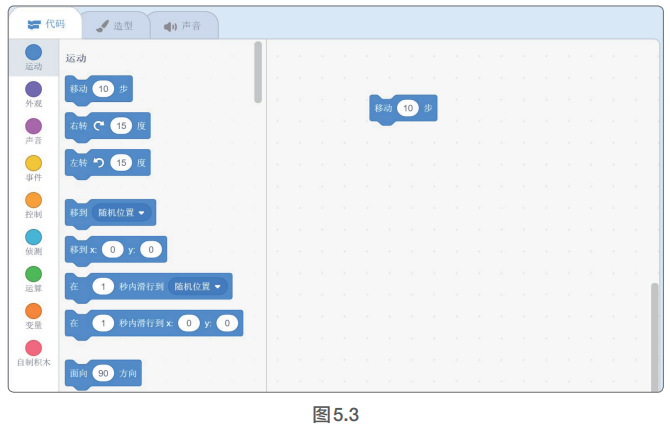 代码 造型 声音
运动
外观
声音
事件
控制
侦测
运算
变量
自制积木
运动
移动 10 步
右转 15 度
左转 15 度
移到 随机位置
移到 x: 0 y: 0
在 1 秒内滑行到 随机位置
在 1 秒内滑行到 x: 0 y: 0
面向 90 方向
移动 10 步
图5.3